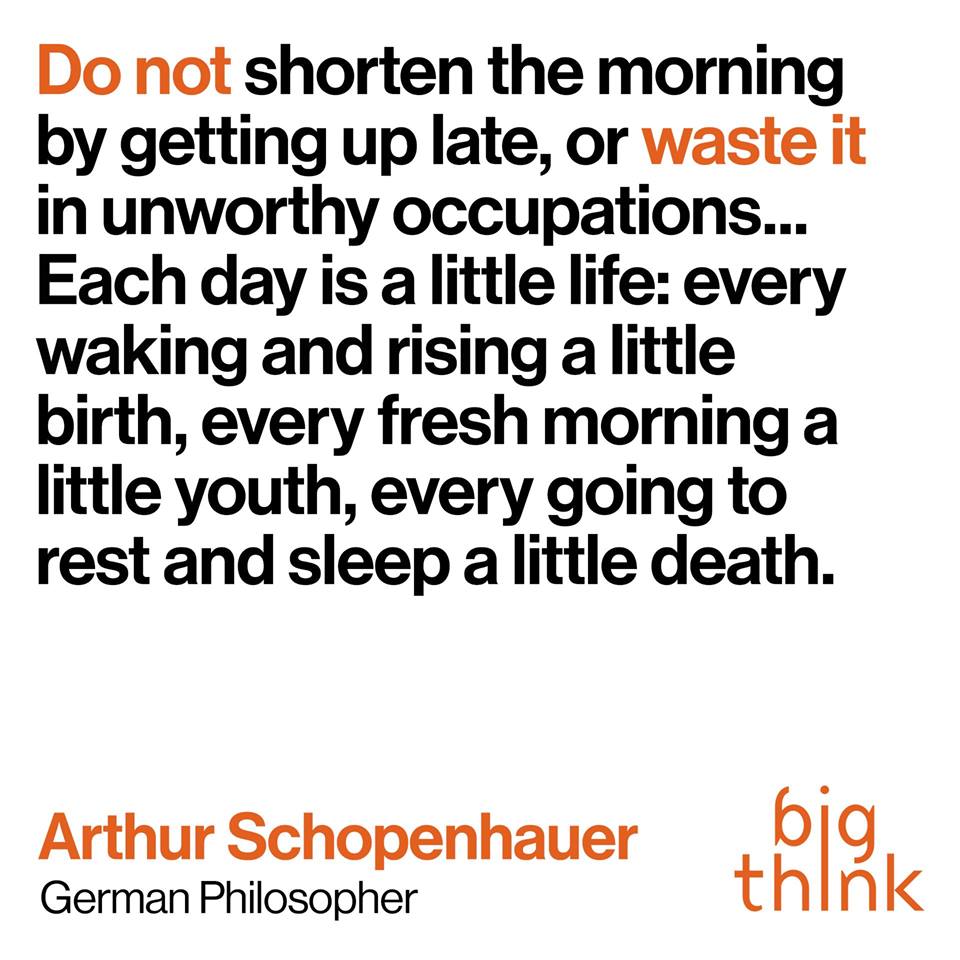 Do not shorten the morning
by getting up late, or waste it
in unworthy occupations...
Each day is a little life: every
waking and rising a little
birth, every fresh morning a
little youth, every going to
rest and sleep a little death.
Arthur Schopenhauer
German Philosopher
big
think